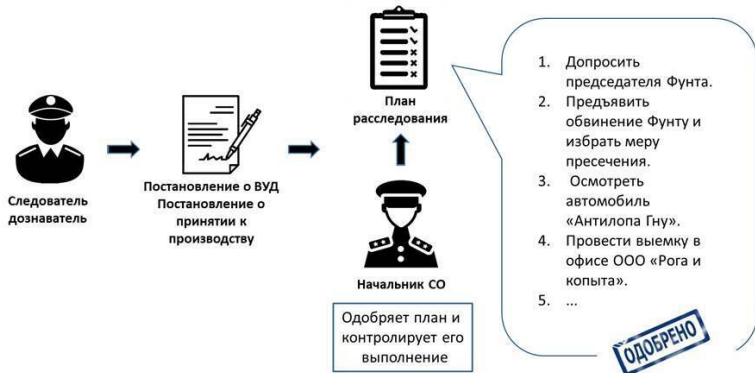 Следователь
дознаватель
Постановление о ВУД
Постановление о
принятии к
производству
План
расследования
Начальник СО
Одобряет план и
контролирует его
выполнение
1. Допросить
председателя Фунта.
2. Предъявить
обвинение Фунту и
избрать меру
пресечения.
3. Осмотреть
автомобиль
«Антилопа Гну».
4. Провести выемку в
офисе ООО «Рога и
копыта».
5. ...
ОДОБРЕНО